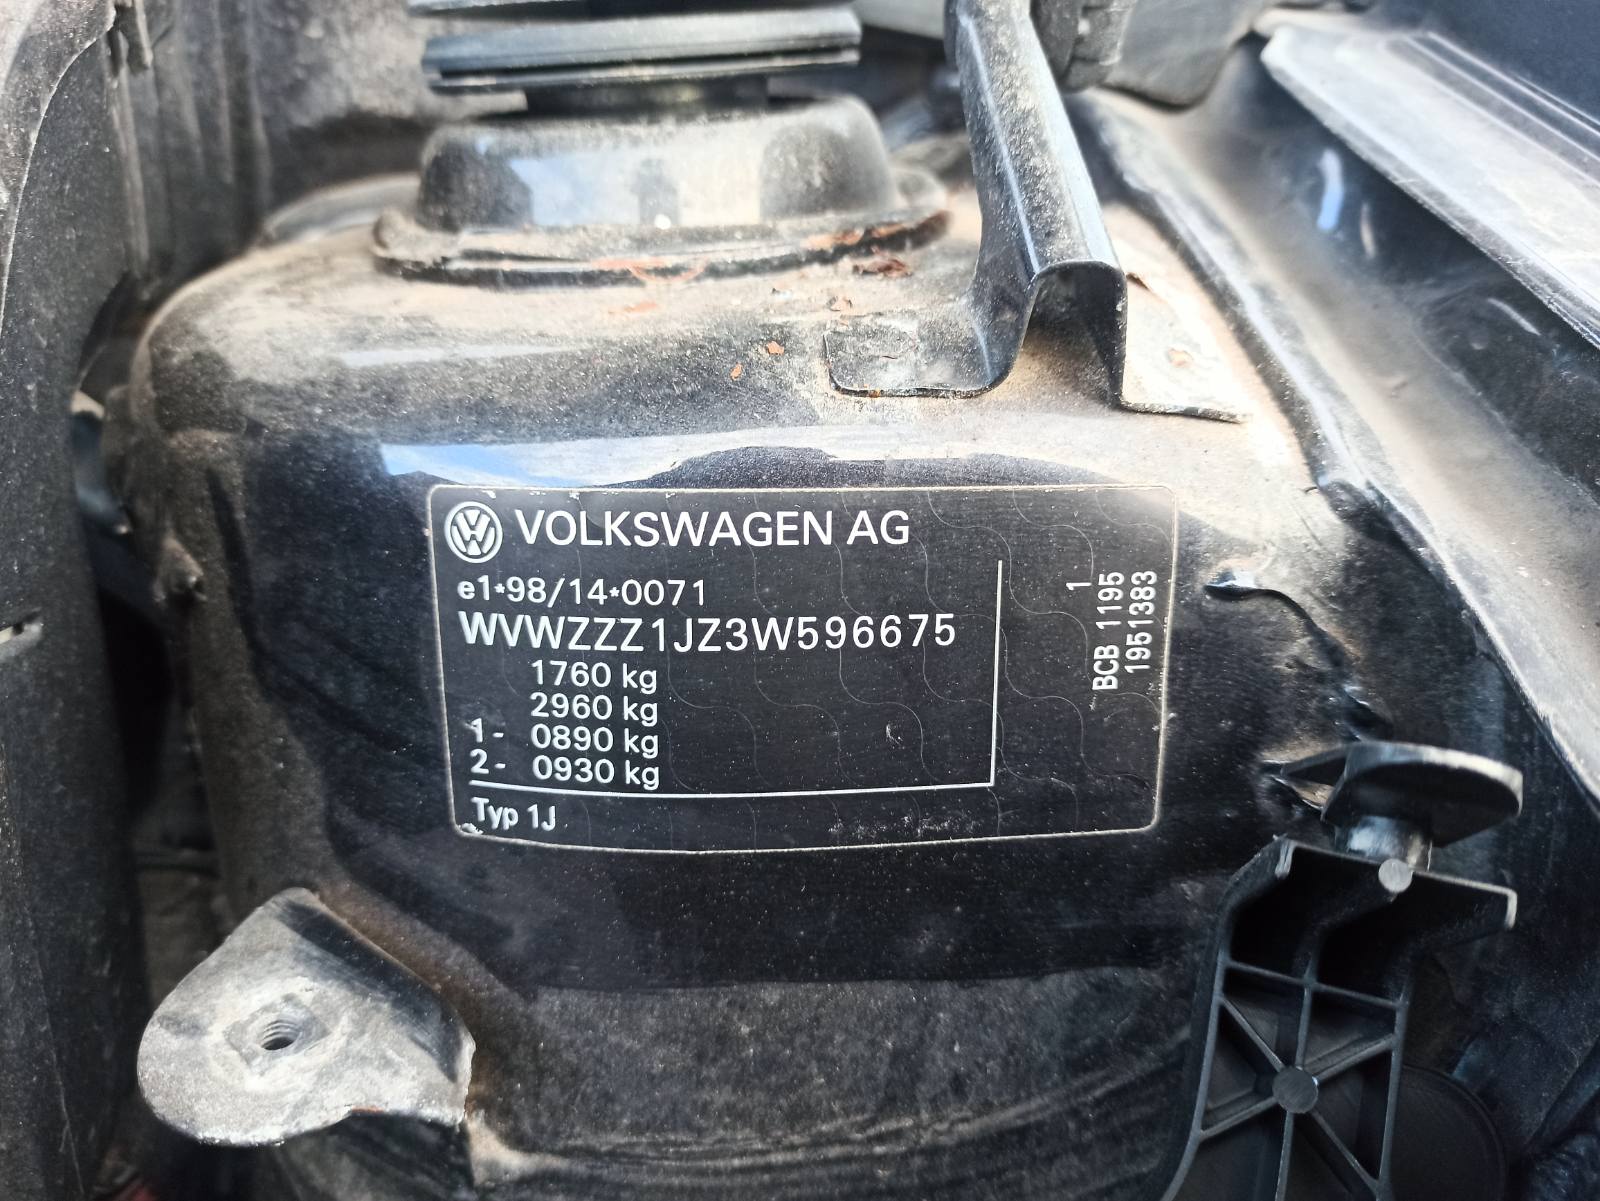 VOLKSWAGEN AG
e1*98/14*0071
WVWZZZ1JZ3W596675
1760 kg
2960 kg
1- 0890 kg
2- 0930 kg
Typ 1J
1
BCB 1195
1951383